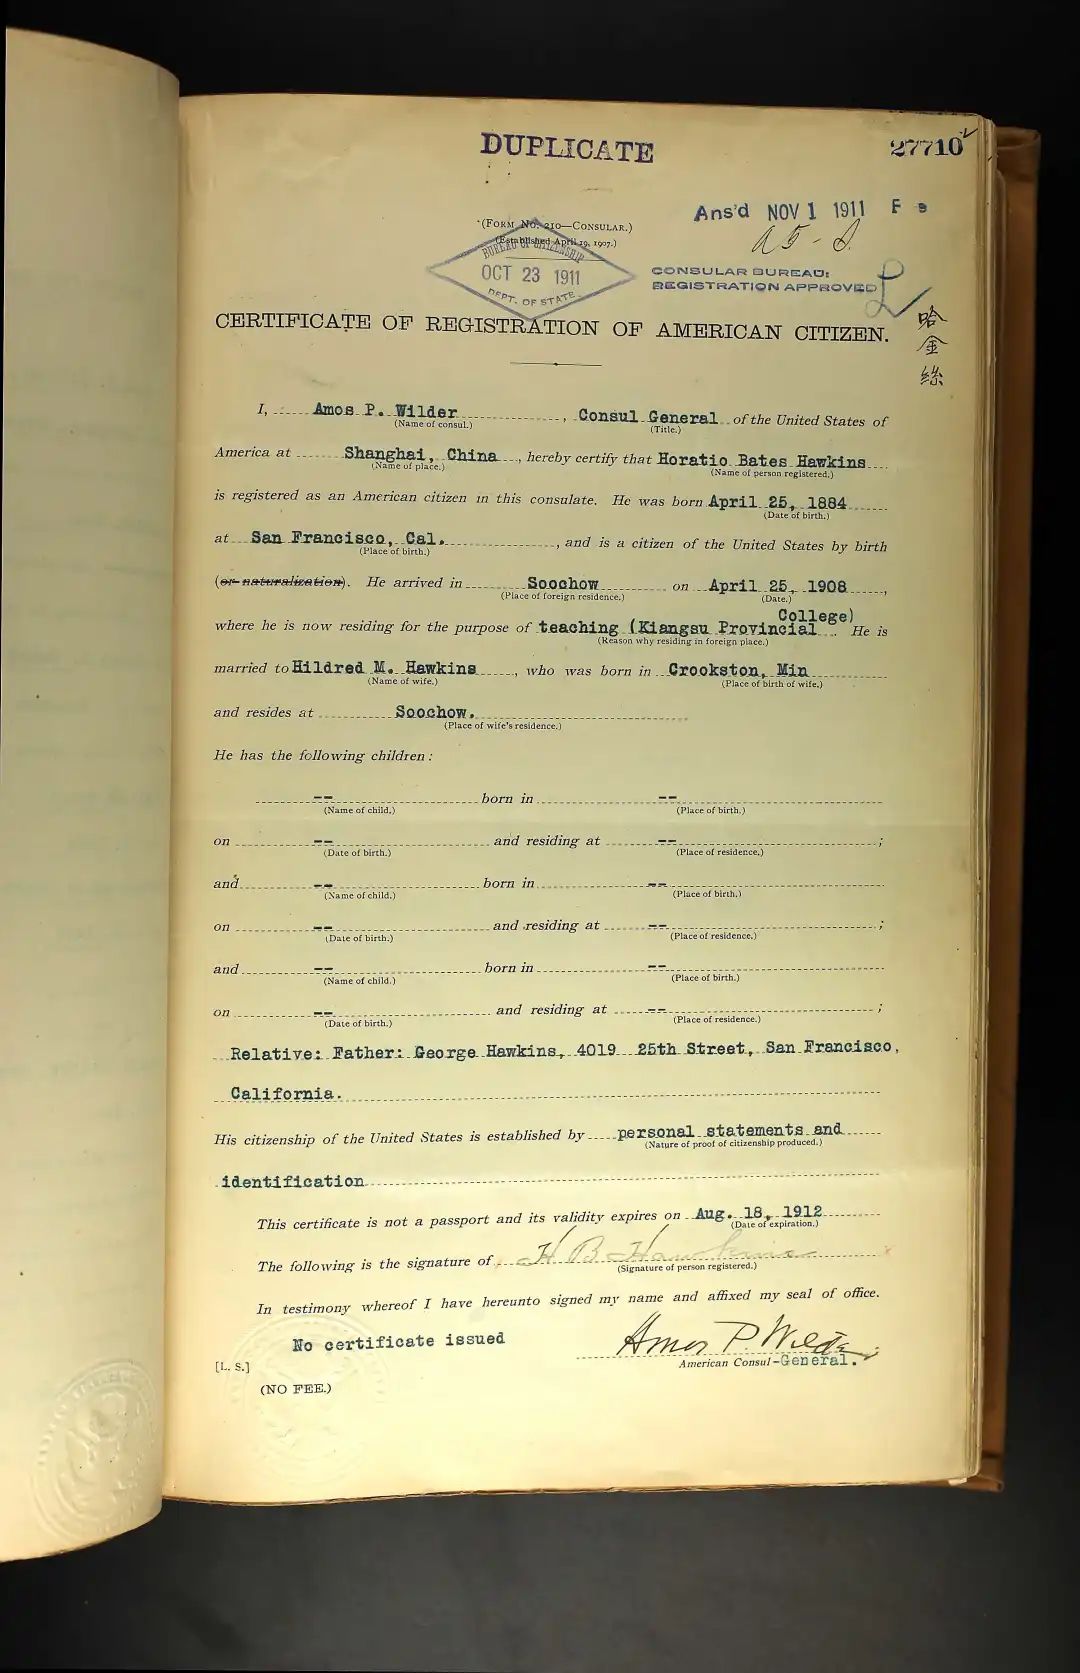 DUPLICATE
27710
Ans'd NOV 1 1911
(FORM No. 210—CONSULAR.)
(Established April 19, 1907.)
BUREAU OF CITIZENSHIP
OCT 23 1911
DEPT. OF STATE
CONSULAR BUREAU:
REGISTRATION APPROVED
哈金絲
CERTIFICATE OF REGISTRATION OF AMERICAN CITIZEN.
I, Amos P. Wilder, Consul General of the United States of
(Name of consul.) (Title.)
America at Shanghai, China, hereby certify that Horatio Bates Hawkins
(Name of place.) (Name of person registered.)
is registered as an American citizen in this consulate. He was born April 25, 1884
(Date of birth.)
at San Francisco, Cal., and is a citizen of the United States by birth
(Place of birth.)
(or naturalization). He arrived in Soochow on April 25, 1908,
(Place of foreign residence.) (Date.)
College)
where he is now residing for the purpose of teaching (Kiangsu Provincial. He is
(Reason why residing in foreign place.)
married to Hildred M. Hawkins, who was born in Crookston, Min
(Name of wife.) (Place of birth of wife.)
and resides at Soochow.
(Place of wife's residence.)
He has the following children:
-- born in --
(Name of child.) (Place of birth.)
on -- and residing at --;
(Date of birth.) (Place of residence.)
and -- born in --
(Name of child.) (Place of birth.)
on -- and residing at --;
(Date of birth.) (Place of residence.)
and -- born in --
(Name of child.) (Place of birth.)
on -- and residing at --;
(Date of birth.) (Place of residence.)
Relative: Father: George Hawkins, 4019 25th Street, San Francisco,
California.
His citizenship of the United States is established by personal statements and
(Nature of proof of citizenship produced.)
identification
This certificate is not a passport and its validity expires on Aug. 18, 1912
(Date of expiration.)
The following is the signature of H B Hawkins
(Signature of person registered.)
In testimony whereof I have hereunto signed my name and affixed my seal of office.
No certificate issued
Amos P. Wilder
American Consul-General.
[L. S.]
(NO FEE.)